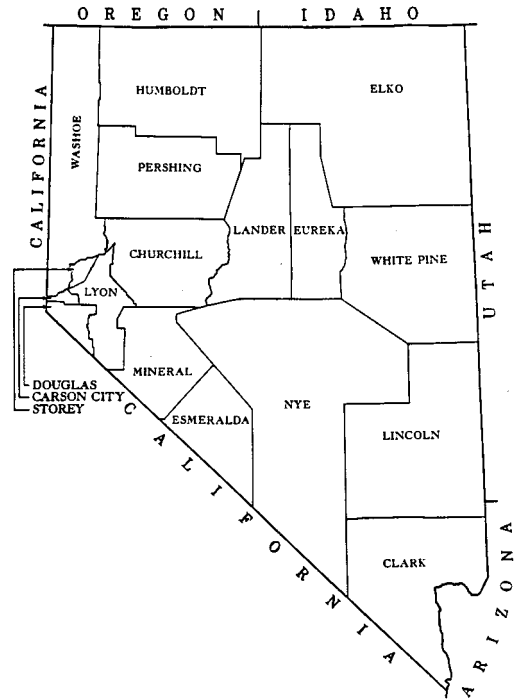 OREGON
IDAHO
HUMBOLDT
ELKO
CALIFORNIA
WASHOE
PERSHING
CHURCHILL
LANDER
EUREKA
WHITE PINE
UTAH
LYON
DOUGLAS
CARSON CITY
STOREY
MINERAL
ESMERALDA
NYE
LINCOLN
CALIFORNIA
CLARK
ARIZONA